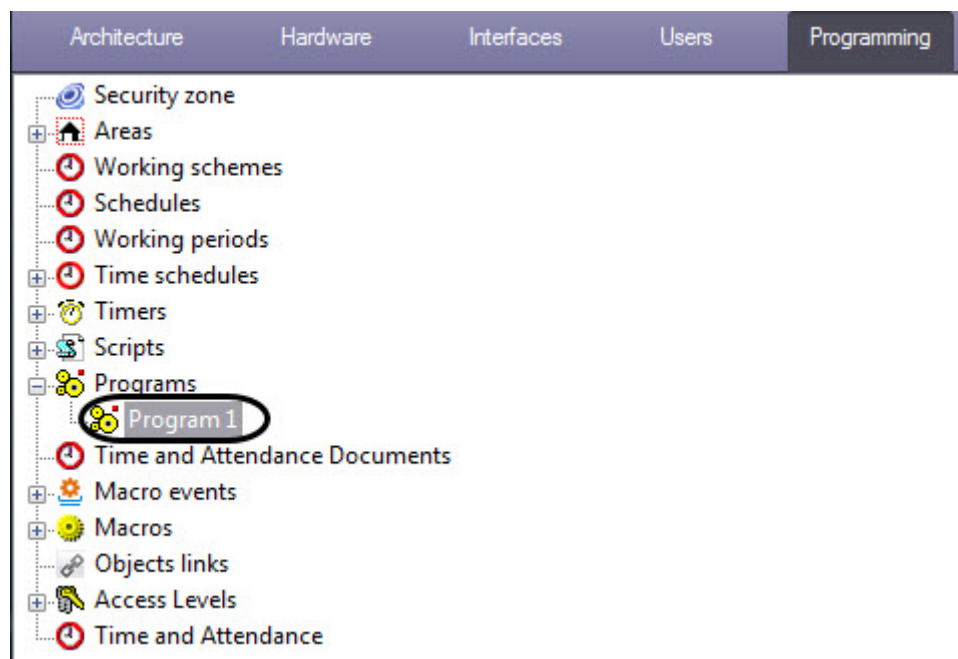 Architecture Hardware Interfaces Users Programming
Security zone
Areas
Working schemes
Schedules
Working periods
Time schedules
Timers
Scripts
Programs
Program 1
Time and Attendance Documents
Macro events
Macros
Objects links
Access Levels
Time and Attendance